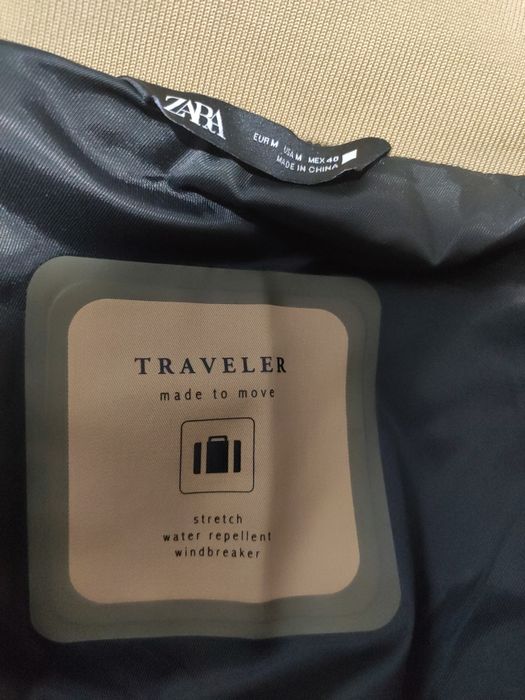 ZARA
EUR M USA M MEX 40
MADE IN CHINA
TRAVELER
made to move
stretch
water repellent
windbreaker